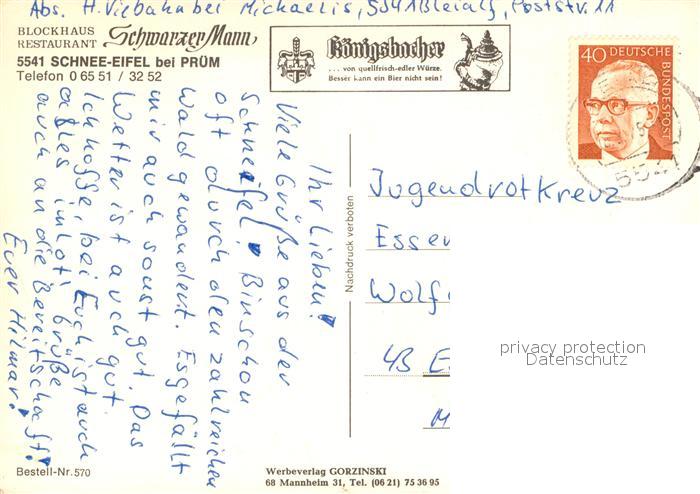 Abs. H. Viebahn bei Michaelis, 5541 Bleialf, Poststr. 11
BLOCKHAUS
RESTAURANT Schwarzer Mann,
5541 SCHNEE-EIFEL bei PRÜM
Telefon 0 65 51 / 32 52
Königsbacher
... von quellfrisch-edler Würze.
Besser kann ein Bier nicht sein!
40 DEUTSCHE
BUNDESPOST
5541
Ihr Lieben!
Viele Grüße aus der
Schneifel! Bin schon
oft durch den zahlreichen
Wald gewandert. Es gefällt
mir auch sonst gut. Das
Wetter ist auch gut.
Ich hoffe, bei Euch ist auch
alles im Lot. Grüße
auch an die Bereitschaft!
Euer Hilmar!
Nachdruck verboten
Jugendrotkreuz
Essen
Wolf
43 E
M
privacy protection
Datenschutz
Bestell-Nr. 570
Werbeverlag GORZINSKI
68 Mannheim 31, Tel. (06 21) 75 36 95